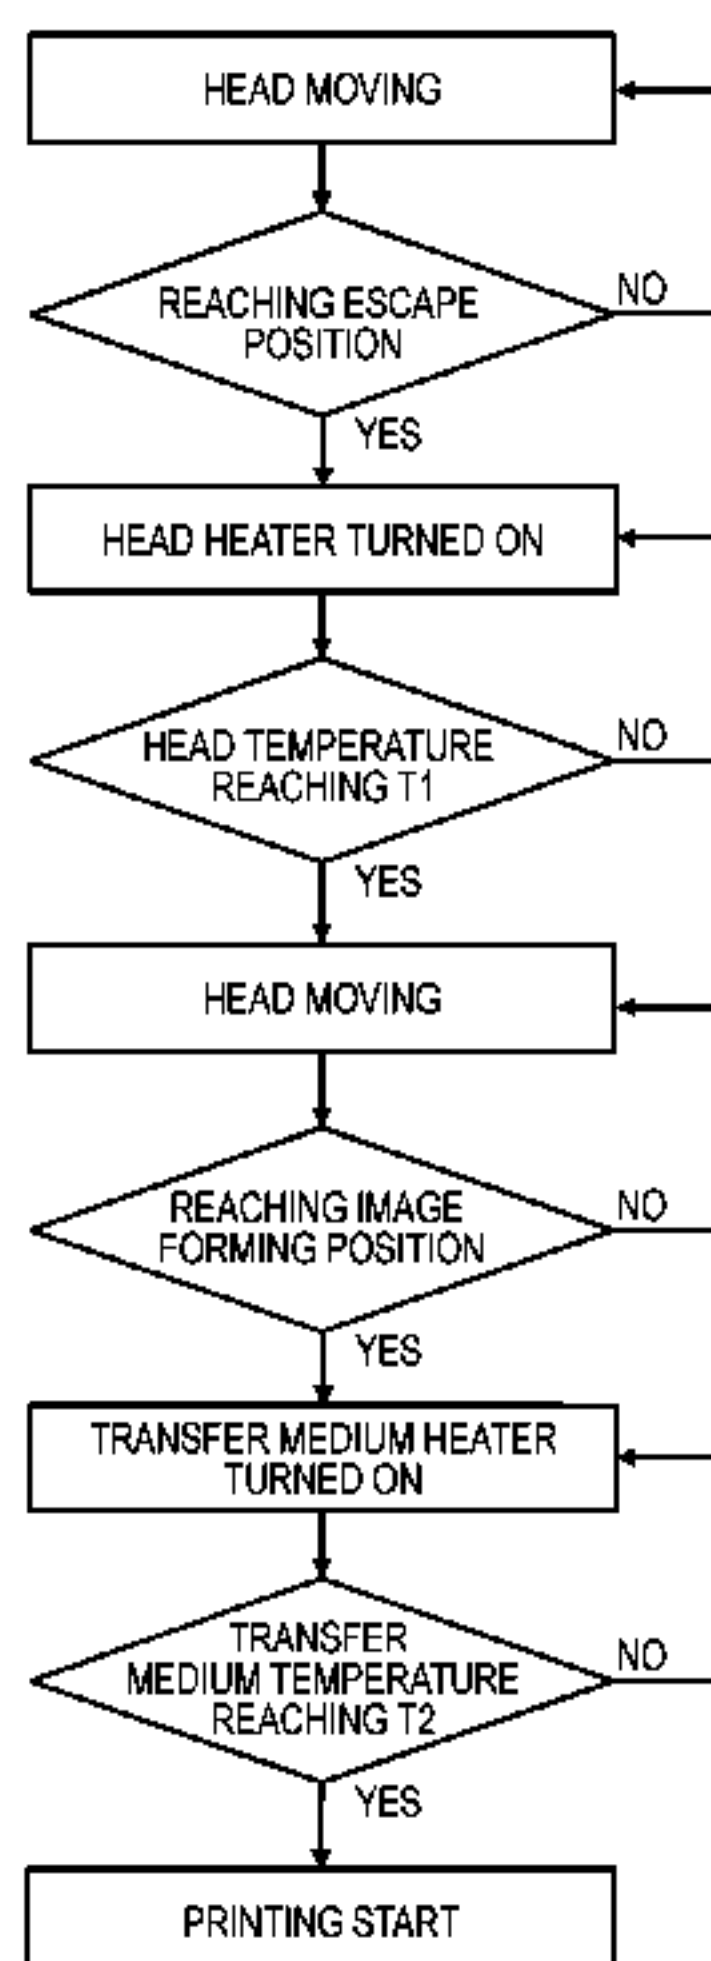 HEAD MOVING
REACHING ESCAPE
POSITION
NO
YES
HEAD HEATER TURNED ON
HEAD TEMPERATURE
REACHING T1
NO
YES
HEAD MOVING
REACHING IMAGE
FORMING POSITION
NO
YES
TRANSFER MEDIUM HEATER
TURNED ON
TRANSFER
MEDIUM TEMPERATURE
REACHING T2
NO
YES
PRINTING START